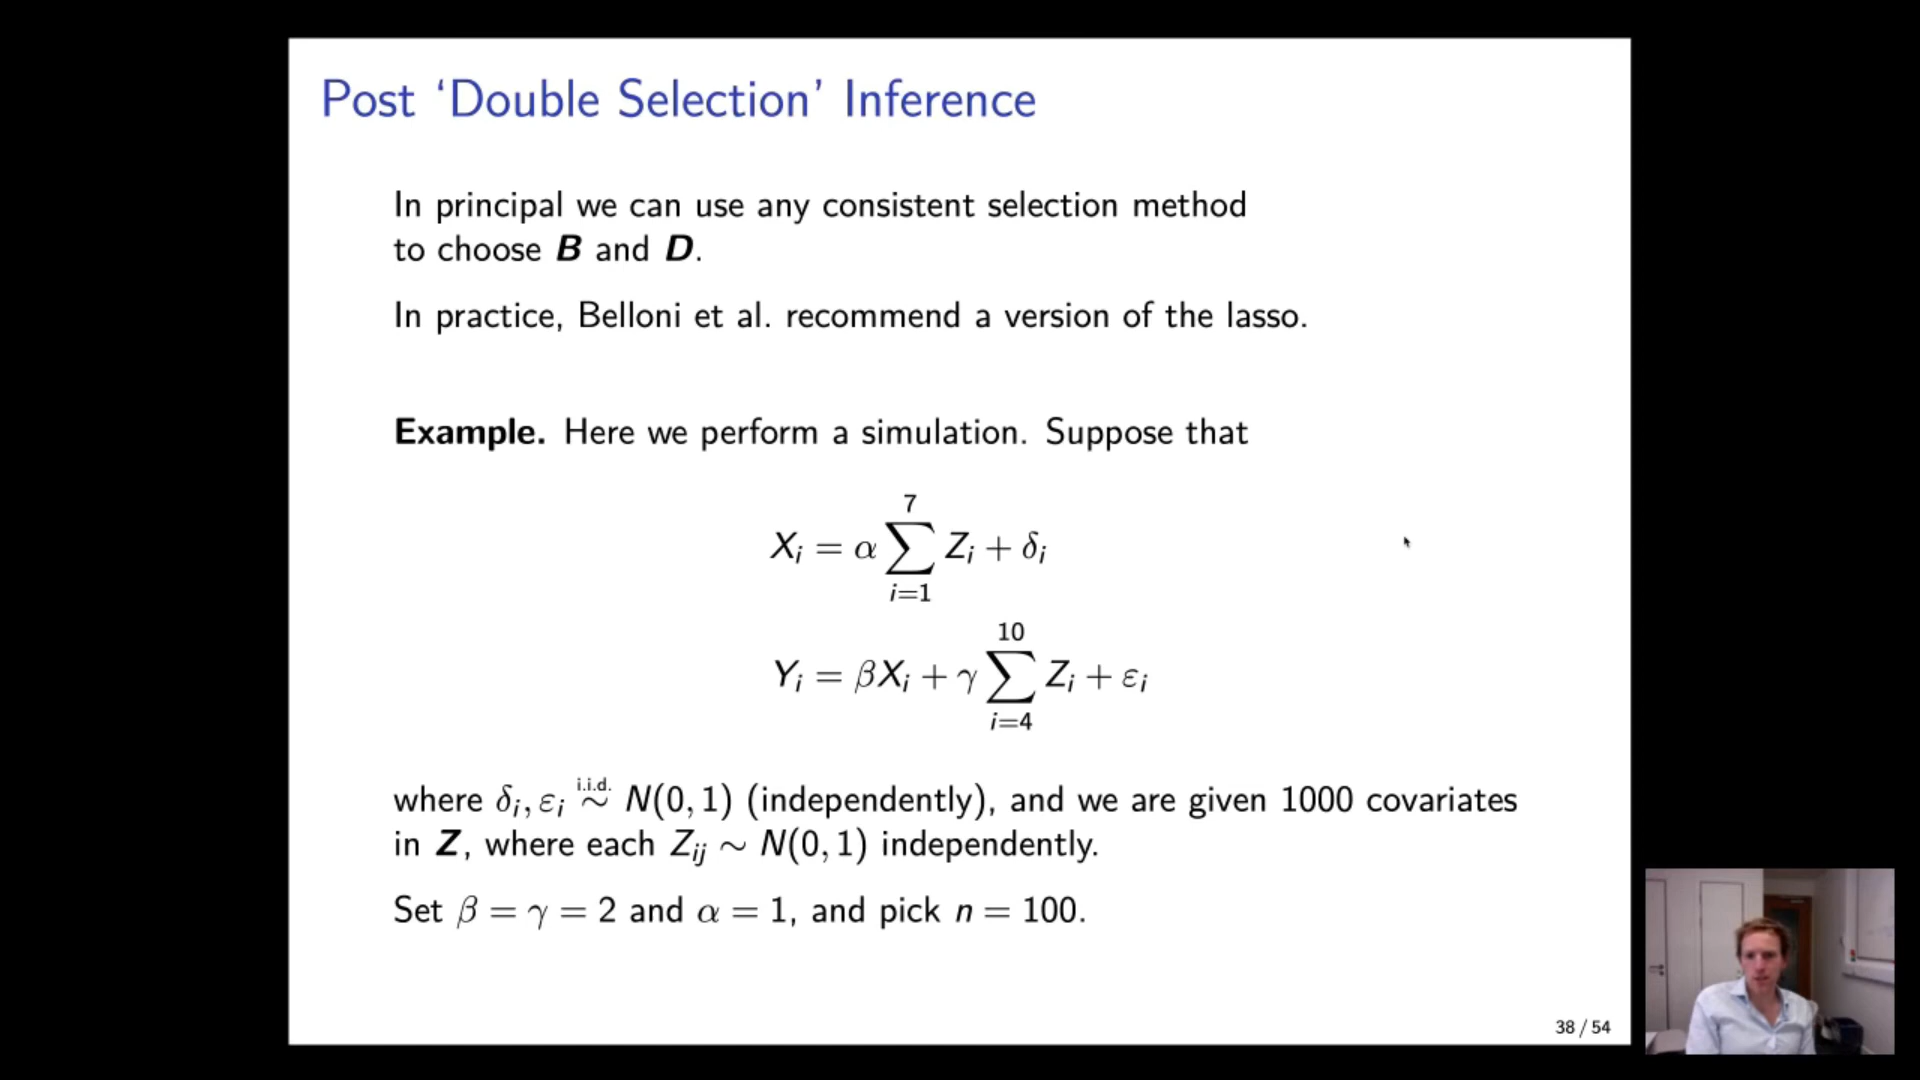 Post ‘Double Selection’ Inference
In principal we can use any consistent selection method
to choose B and D.
In practice, Belloni et al. recommend a version of the lasso.
Example. Here we perform a simulation. Suppose that
7
X_i = α ∑ Z_i + δ_i
i=1
10
Y_i = βX_i + γ ∑ Z_i + ε_i
i=4
where δ_i, ε_i i.i.d. ∼ N(0, 1) (independently), and we are given 1000 covariates
in Z, where each Z_ij ∼ N(0, 1) independently.
Set β = γ = 2 and α = 1, and pick n = 100.
38 / 54